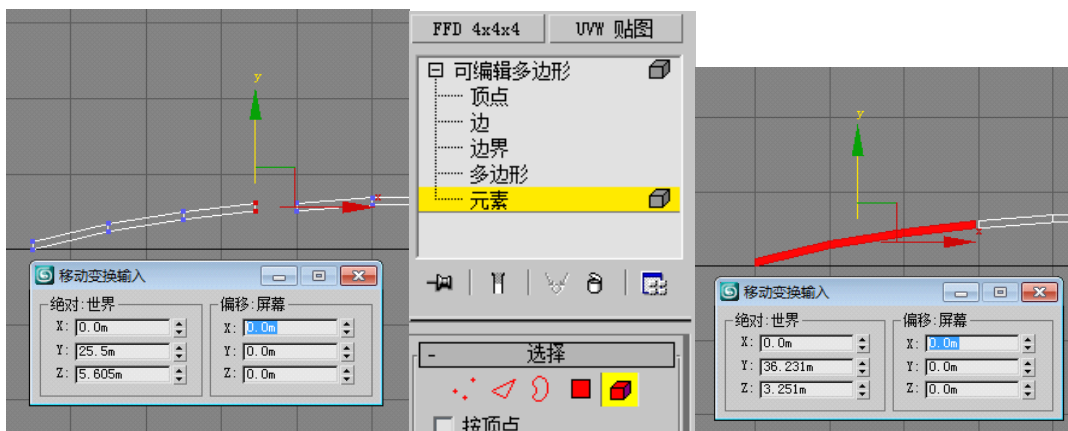 y
x
移动变换输入
绝对:世界
X: 0.0m
Y: 25.5m
Z: 5.605m
偏移:屏幕
X: 0.0m
Y: 0.0m
Z: 0.0m
FFD 4x4x4
UVW 贴图
可编辑多边形
顶点
边
边界
多边形
元素
- 选择
按顶点
y
x
移动变换输入
绝对:世界
X: 0.0m
Y: 36.231m
Z: 3.251m
偏移:屏幕
X: 0.0m
Y: 0.0m
Z: 0.0m